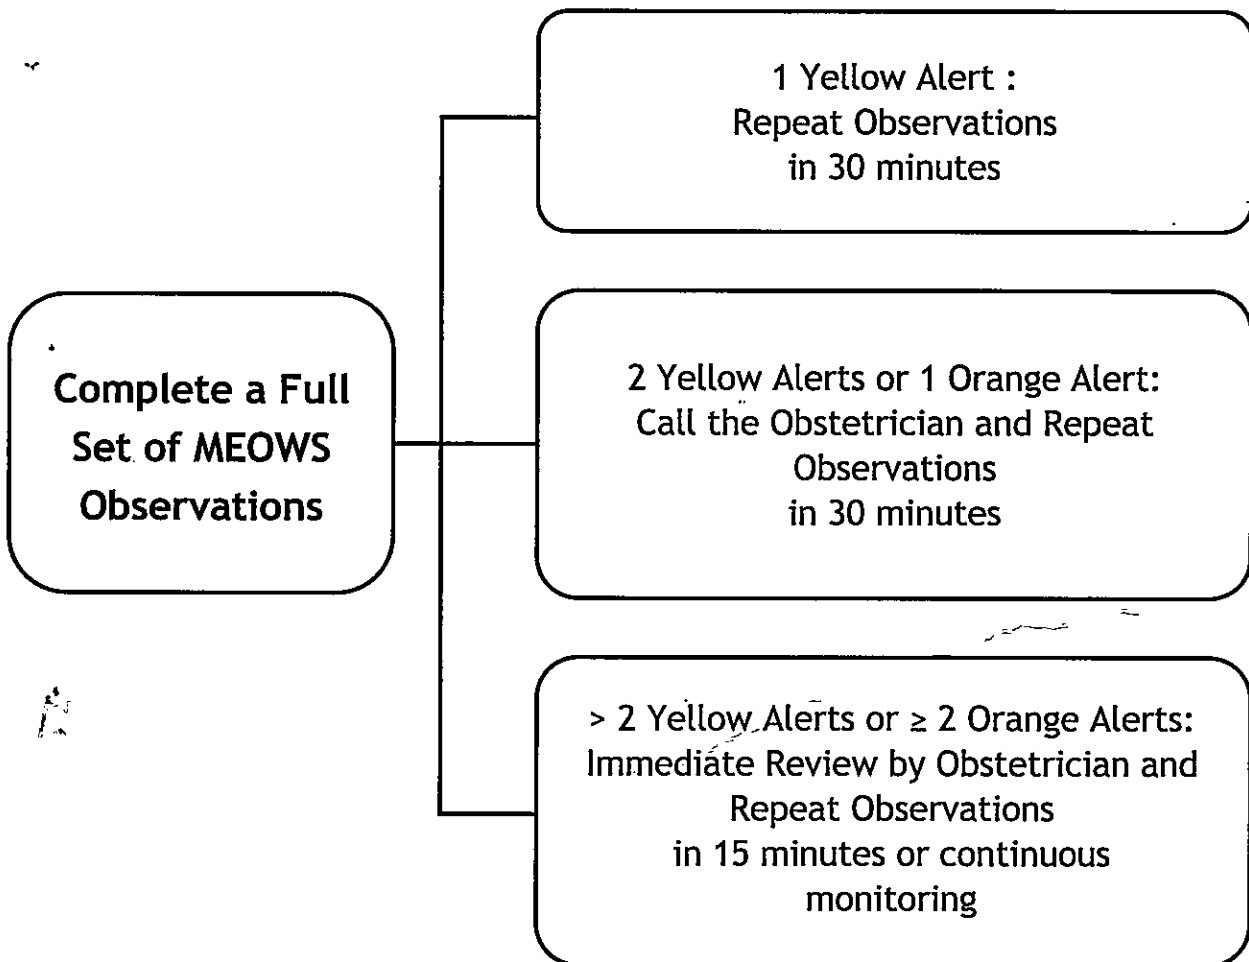 Complete a Full
Set of MEOWS
Observations
1 Yellow Alert :
Repeat Observations
in 30 minutes
2 Yellow Alerts or 1 Orange Alert:
Call the Obstetrician and Repeat
Observations
in 30 minutes
> 2 Yellow Alerts or ≥ 2 Orange Alerts:
Immediate Review by Obstetrician and
Repeat Observations
in 15 minutes or continuous
monitoring